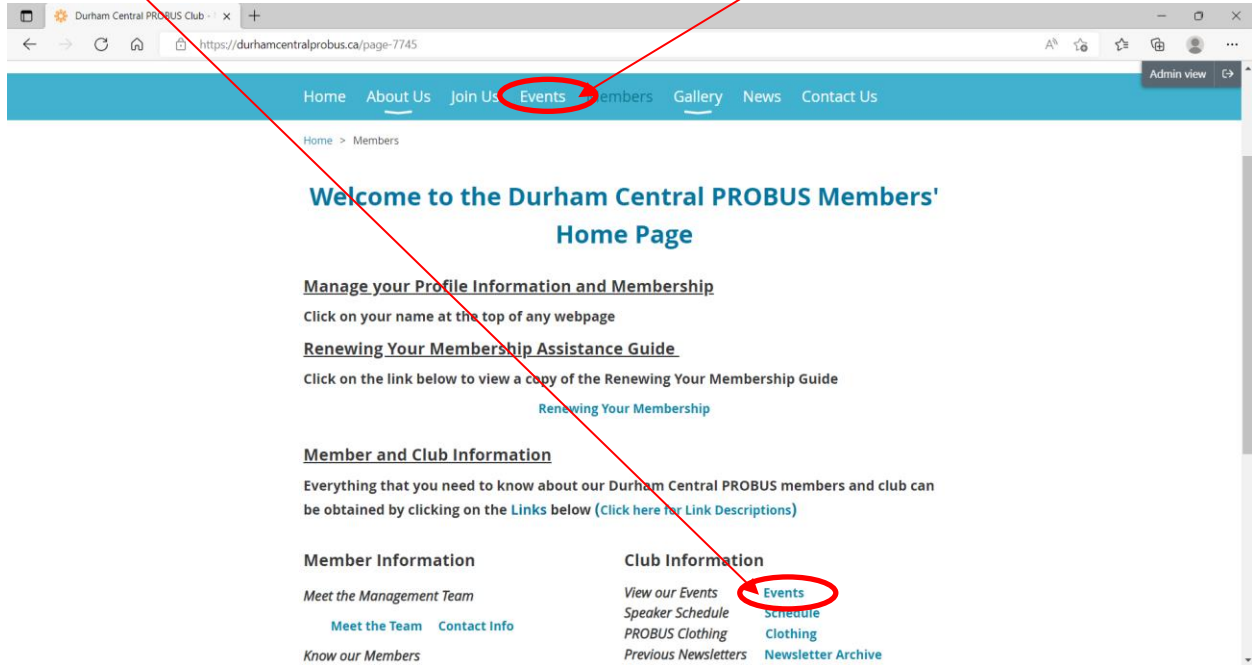 Durham Central PROBUS Club -
https://durhamcentralprobus.ca/page-7745
Admin view
Home About Us Join Us Events Members Gallery News Contact Us
Home > Members
Welcome to the Durham Central PROBUS Members'
Home Page
Manage your Profile Information and Membership
Click on your name at the top of any webpage
Renewing Your Membership Assistance Guide
Click on the link below to view a copy of the Renewing Your Membership Guide
Renewing Your Membership
Member and Club Information
Everything that you need to know about our Durham Central PROBUS members and club can
be obtained by clicking on the Links below (Click here for Link Descriptions)
Member Information
Meet the Management Team
Meet the Team Contact Info
Know our Members
Club Information
View our Events Events
Speaker Schedule Schedule
PROBUS Clothing Clothing
Previous Newsletters Newsletter Archive